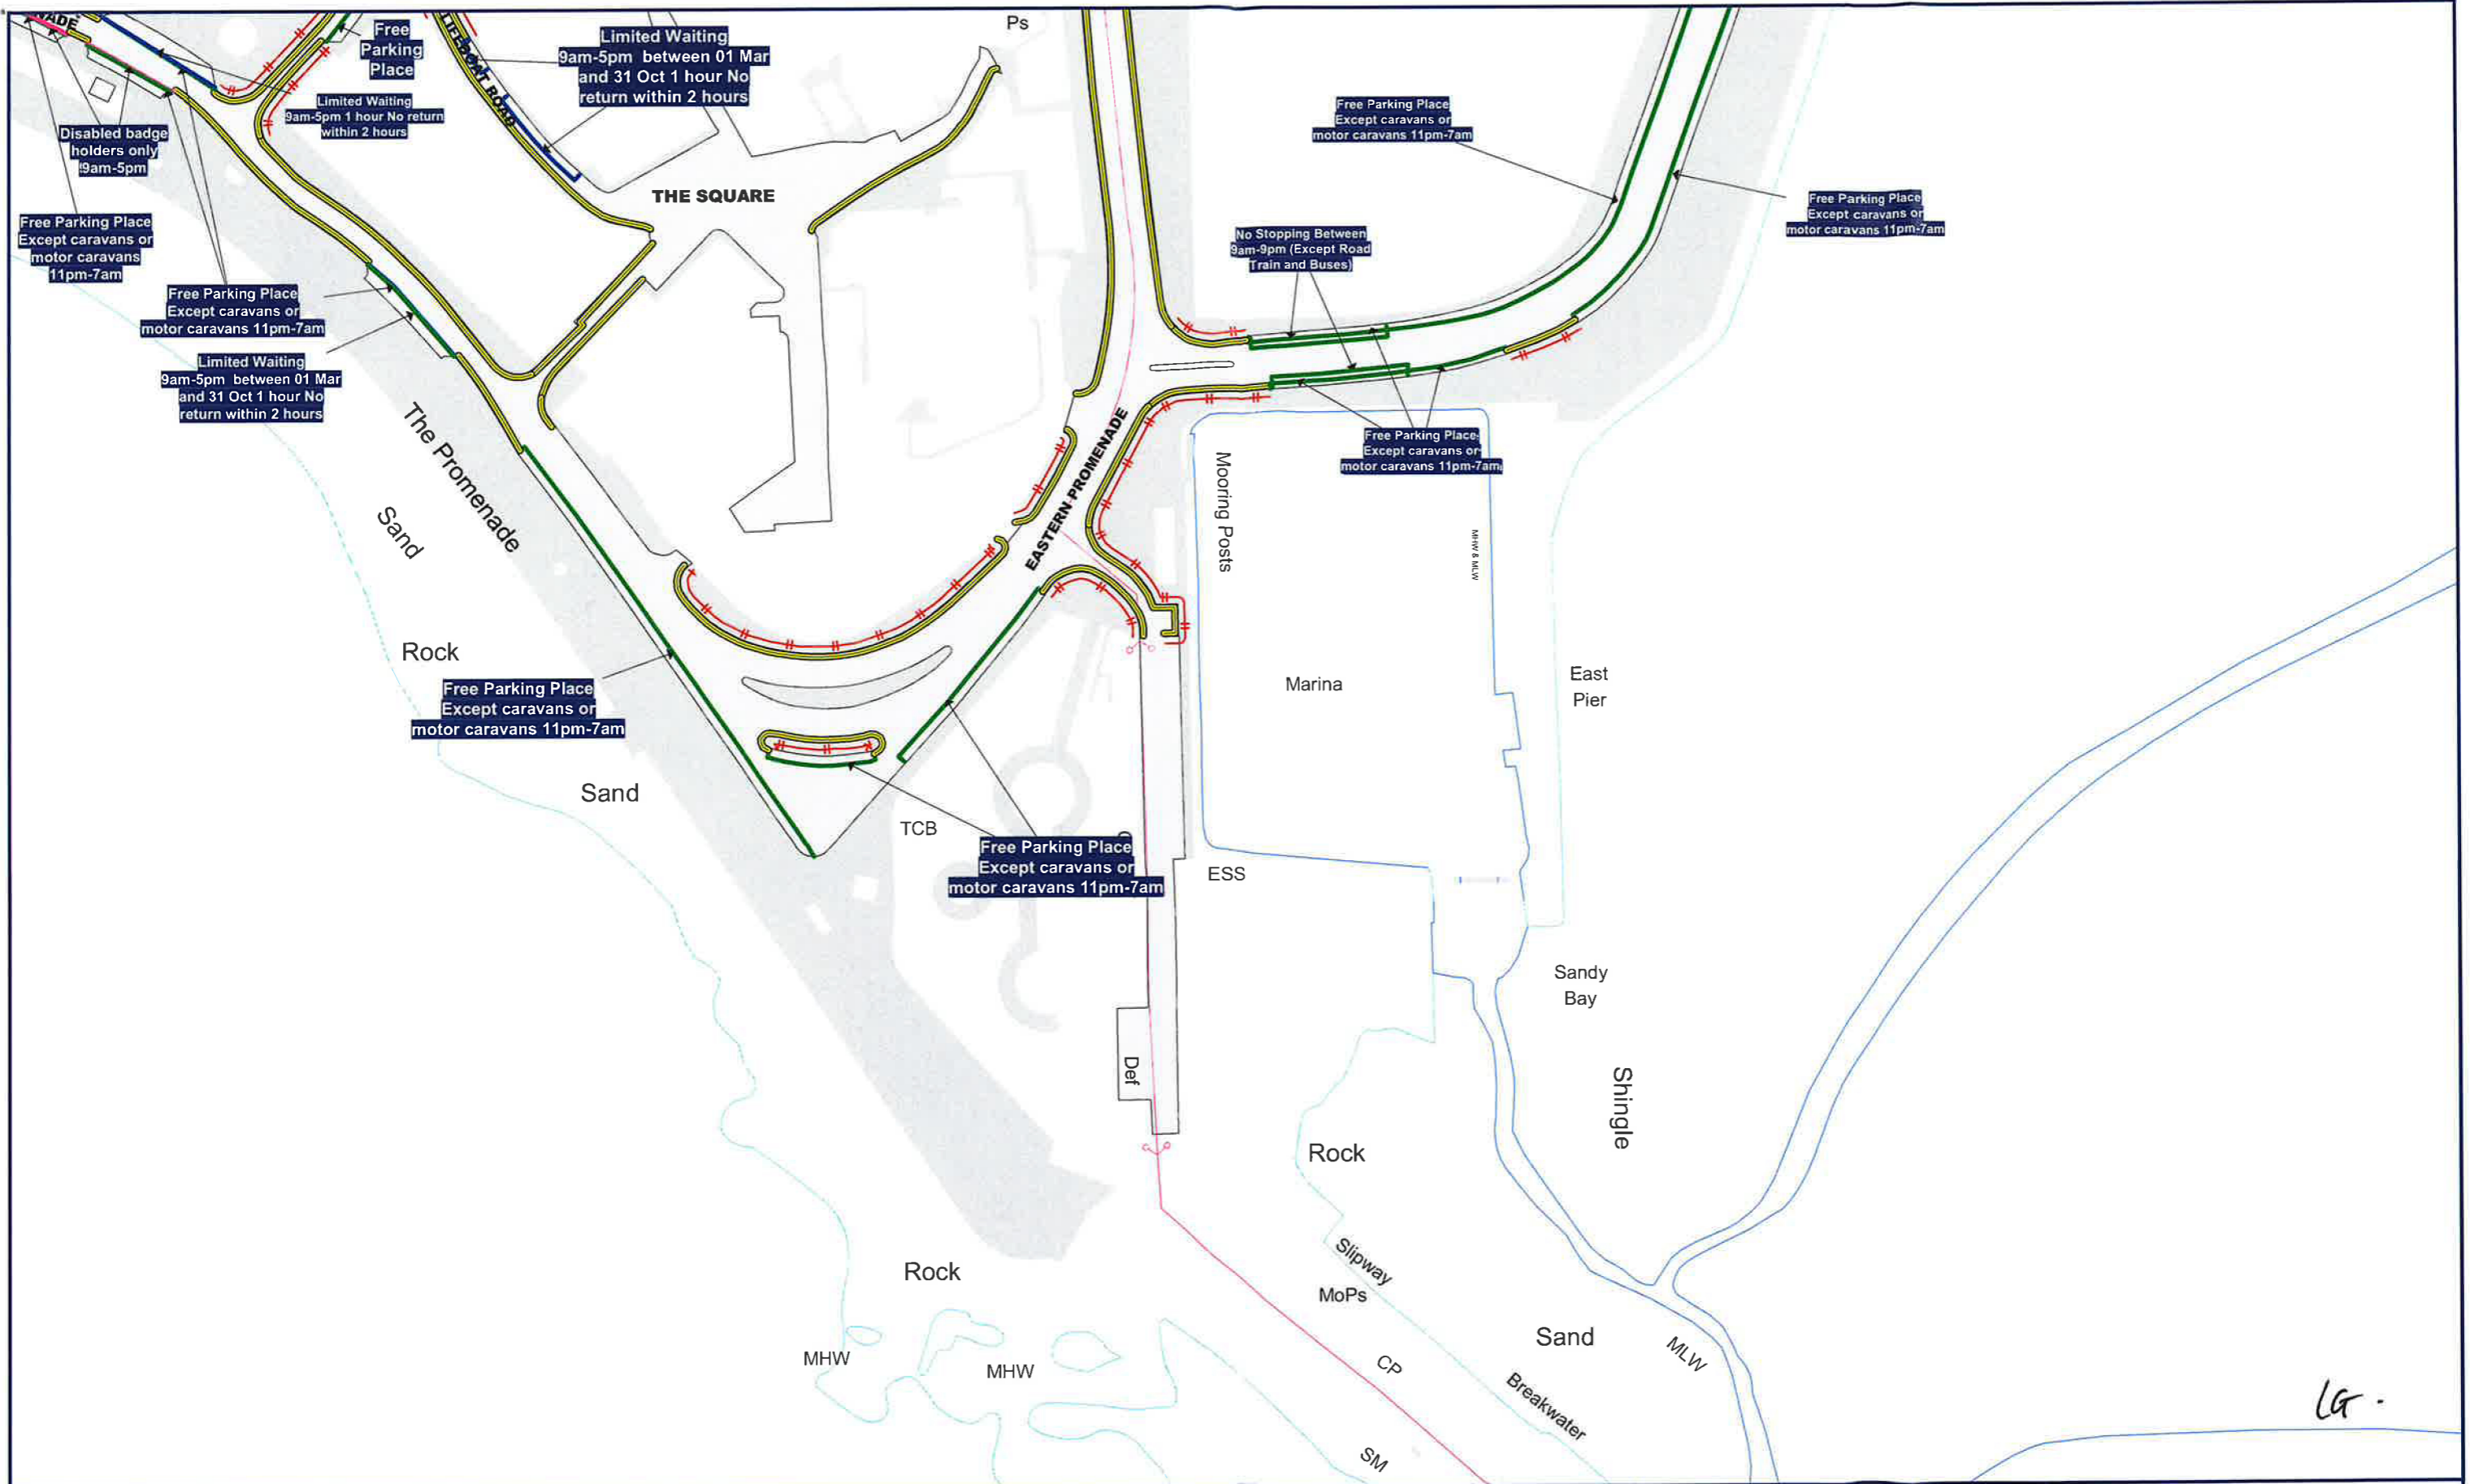 NADE
Free
Parking
Place
LIFEBOAT ROAD
Limited Waiting
9am-5pm between 01 Mar
and 31 Oct 1 hour No
return within 2 hours
Ps
Limited Waiting
9am-5pm 1 hour No return
within 2 hours
Disabled badge
holders only
9am-5pm
Free Parking Place
Except caravans or
motor caravans 11pm-7am
THE SQUARE
Free Parking Place
Except caravans or
motor caravans
11pm-7am
Free Parking Place
Except caravans or
motor caravans 11pm-7am
No Stopping Between
9am-9pm (Except Road
Train and Buses)
Free Parking Place
Except caravans or
motor caravans 11pm-7am
Limited Waiting
9am-5pm between 01 Mar
and 31 Oct 1 hour No
return within 2 hours
The Promenade
EASTERN PROMENADE
Free Parking Place
Except caravans or
motor caravans 11pm-7am
Mooring Posts
MHW & MLW
Sand
Rock
Marina
East
Pier
Free Parking Place
Except caravans or
motor caravans 11pm-7am
Sand
TCB
Free Parking Place
Except caravans or
motor caravans 11pm-7am
ESS
Sandy
Bay
Def
Shingle
Rock
Rock
Slipway
MoPs
Sand
MLW
MHW
MHW
CP
Breakwater
SM
LG -